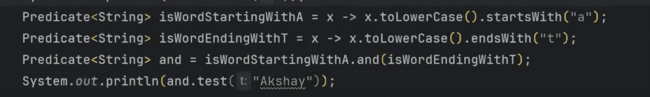 Predicate<String> isWordStartingWithA = x -> x.toLowerCase().startsWith("a");
Predicate<String> isWordEndingWithT = x -> x.toLowerCase().endsWith("t");
Predicate<String> and = isWordStartingWithA.and(isWordEndingWithT);
System.out.println(and.test( t: "Akshay"));